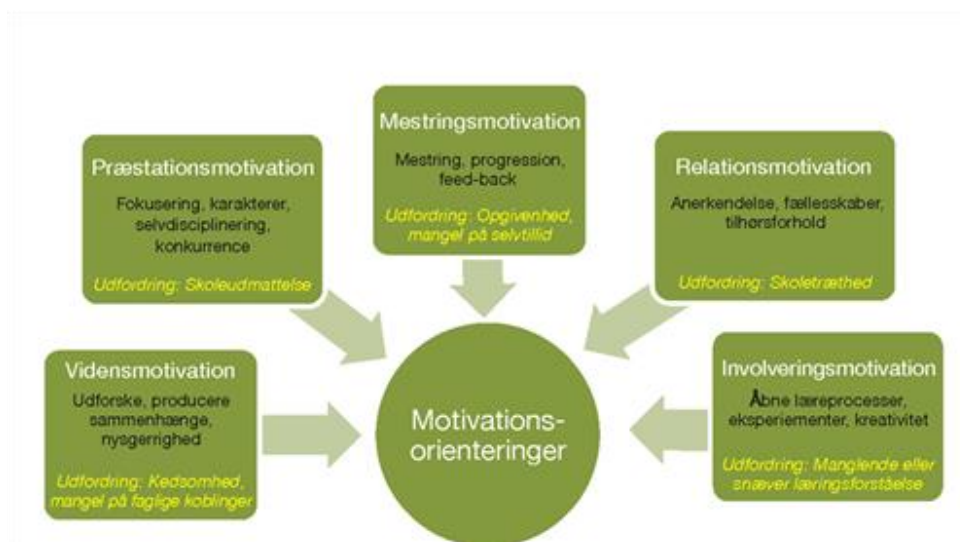 Mestringsmotivation
Mestring, progression,
feed-back
Udfordring: Opgivenhed,
mangel på selvtillid
Præstationsmotivation
Fokusering, karakterer,
selvdisciplinering,
konkurrence
Udfordring: Skoleudmattelse
Relationsmotivation
Anerkendelse, fællesskaber,
tilhørsforhold
Udfordring: Skoletræthed
Vidensmotivation
Udforske, producere
sammenhænge,
nysgerrighed
Udfordring: Kedsomhed,
mangel på faglige koblinger
Motivations-
orienteringer
Involveringsmotivation
Åbne læreprocesser,
eksperiementer, kreativitet
Udfordring: Manglende eller
snæver læringsforståelse